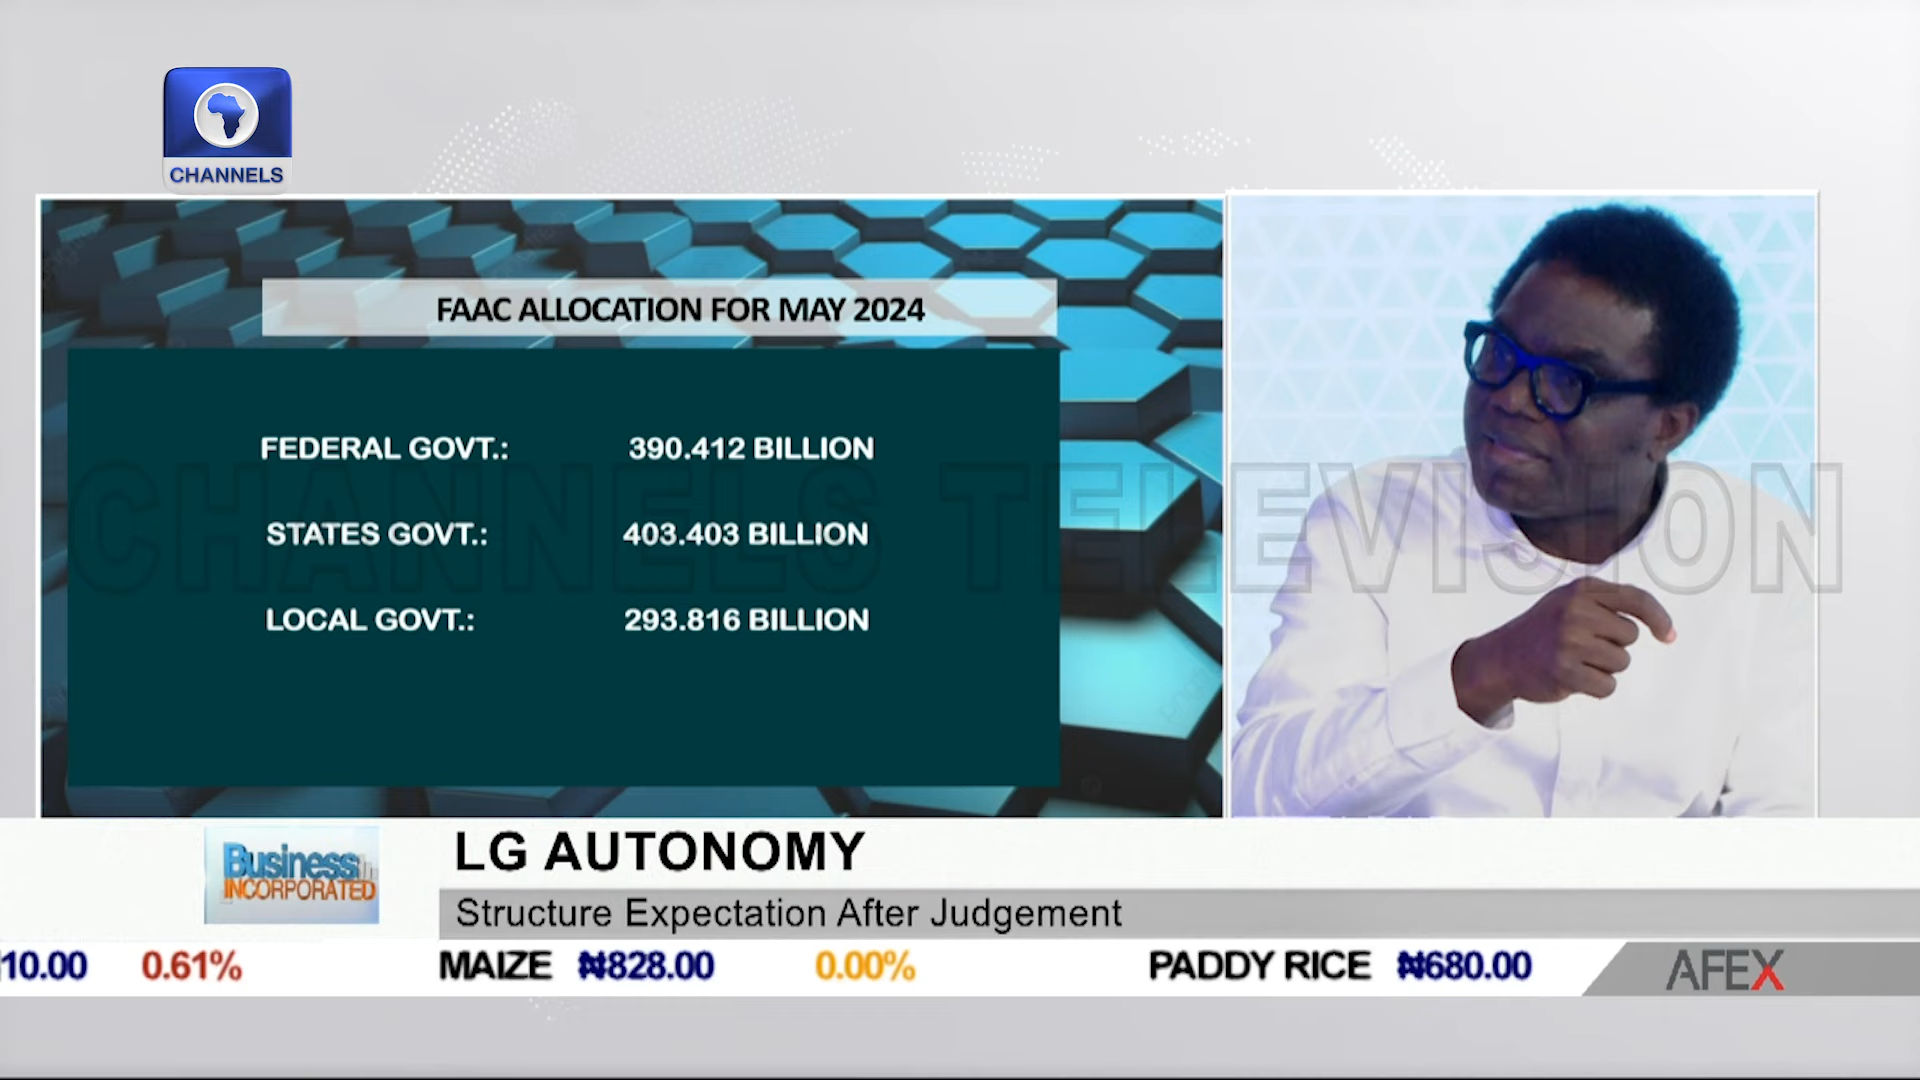 CHANNELS
FAAC ALLOCATION FOR MAY 2024
FEDERAL GOVT.: 390.412 BILLION
STATES GOVT.: 403.403 BILLION
LOCAL GOVT.: 293.816 BILLION
CHANNELS TELEVISION
Business
INCORPORATED
LG AUTONOMY
Structure Expectation After Judgement
10.00 0.61% MAIZE ₦828.00 0.00% PADDY RICE ₦680.00 AFEX